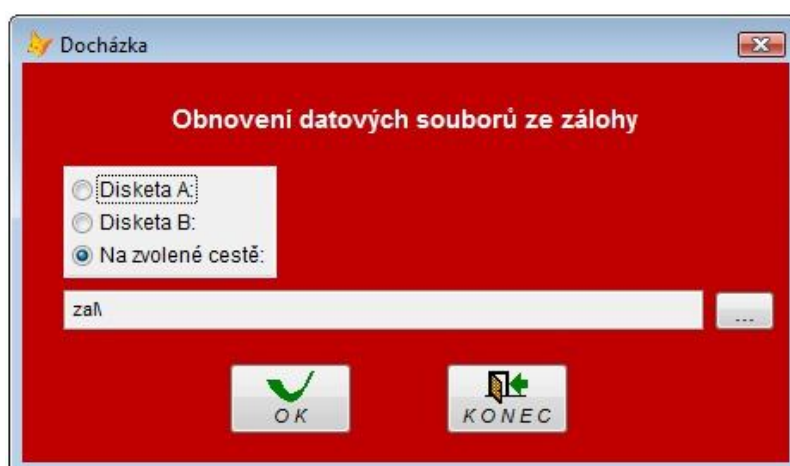 Docházka
Obnovení datových souborů ze zálohy
Disketa A:
Disketa B:
Na zvolené cestě:
zal\
...
OK
KONEC